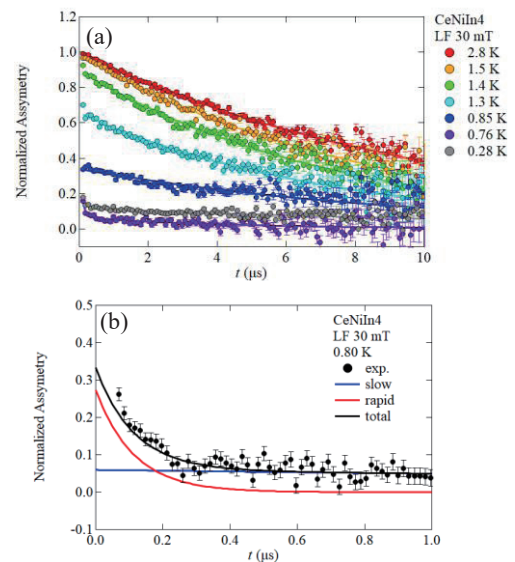 (a)
CeNiIn4
LF 30 mT
2.8 K
1.5 K
1.4 K
1.3 K
0.85 K
0.76 K
0.28 K
1.2
1.0
0.8
0.6
0.4
0.2
0.0
Normalized Assymetry
0 2 4 6 8 10
t (μs)
(b)
CeNiIn4
LF 30 mT
0.80 K
exp.
slow
rapid
total
0.5
0.4
0.3
0.2
0.1
0.0
-0.1
Normalized Assymetry
0.0 0.2 0.4 0.6 0.8 1.0
t (μs)